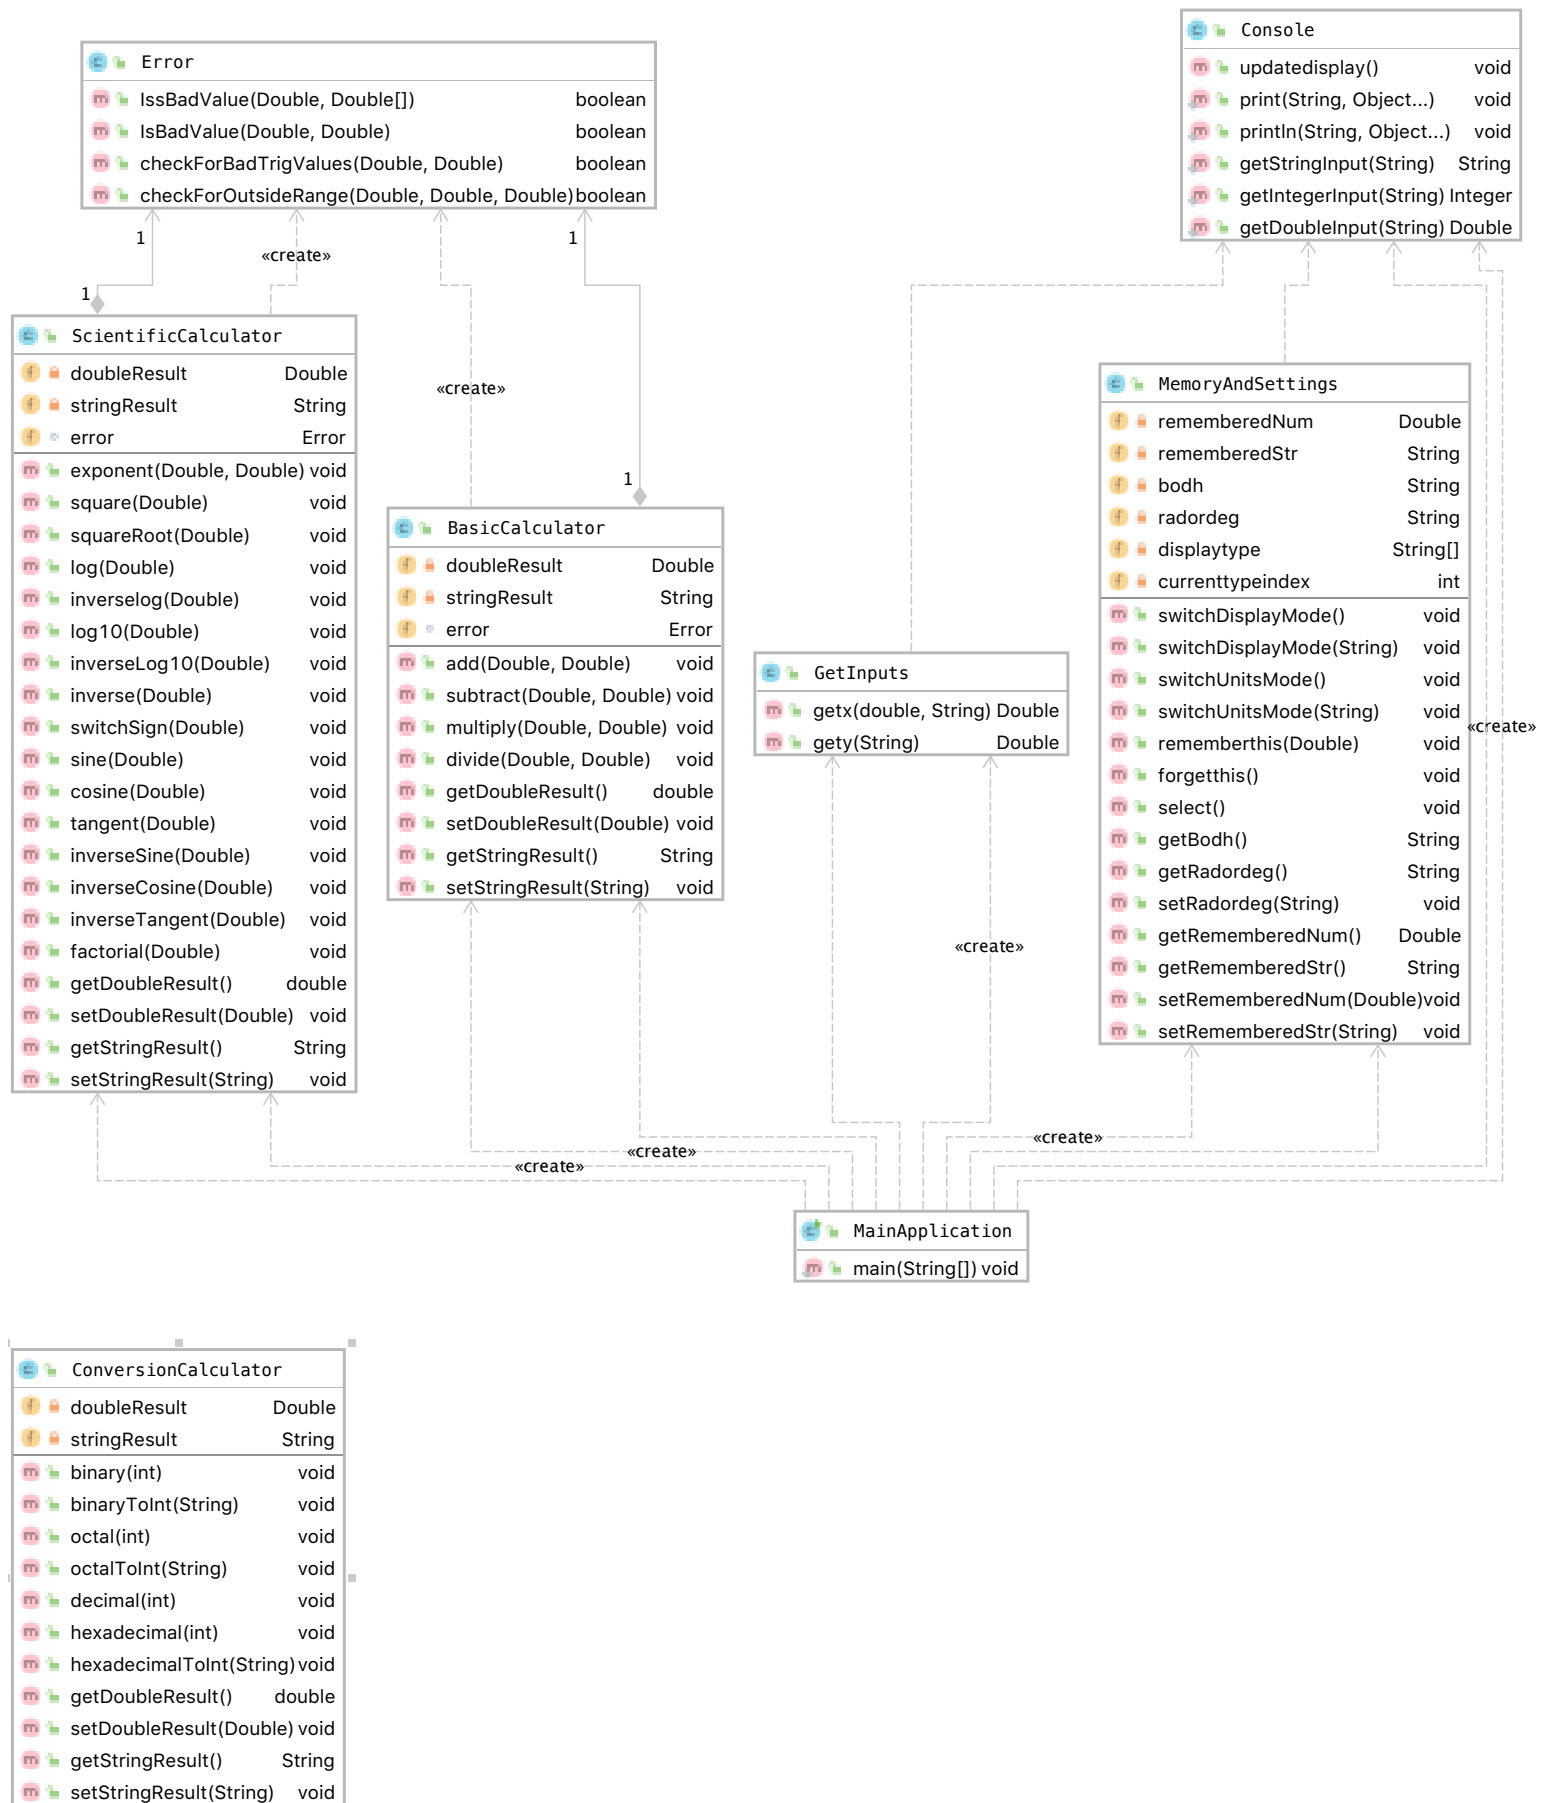 Error
IssBadValue(Double, Double[]) boolean
IsBadValue(Double, Double) boolean
checkForBadTrigValues(Double, Double) boolean
checkForOutsideRange(Double, Double, Double) boolean
Console
updatedisplay() void
print(String, Object...) void
println(String, Object...) void
getStringInput(String) String
getIntegerInput(String) Integer
getDoubleInput(String) Double
1
«create»
1
1
«create»
1
ScientificCalculator
doubleResult Double
stringResult String
error Error
exponent(Double, Double) void
square(Double) void
squareRoot(Double) void
log(Double) void
inverselog(Double) void
log10(Double) void
inverseLog10(Double) void
inverse(Double) void
switchSign(Double) void
sine(Double) void
cosine(Double) void
tangent(Double) void
inverseSine(Double) void
inverseCosine(Double) void
inverseTangent(Double) void
factorial(Double) void
getDoubleResult() double
setDoubleResult(Double) void
getStringResult() String
setStringResult(String) void
BasicCalculator
doubleResult Double
stringResult String
error Error
add(Double, Double) void
subtract(Double, Double) void
multiply(Double, Double) void
divide(Double, Double) void
getDoubleResult() double
setDoubleResult(Double) void
getStringResult() String
setStringResult(String) void
GetInputs
getx(double, String) Double
gety(String) Double
MemoryAndSettings
rememberedNum Double
rememberedStr String
bodh String
radordeg String
displaytype String[]
currenttypeindex int
switchDisplayMode() void
switchDisplayMode(String) void
switchUnitsMode() void
switchUnitsMode(String) void
rememberthis(Double) void
forgetthis() void
select() void
getBodh() String
getRadordeg() String
setRadordeg(String) void
getRememberedNum() Double
getRememberedStr() String
setRememberedNum(Double) void
setRememberedStr(String) void
«create»
«create»
«create»
«create»
«create»
MainApplication
main(String[]) void
ConversionCalculator
doubleResult Double
stringResult String
binary(int) void
binaryToInt(String) void
octal(int) void
octalToInt(String) void
decimal(int) void
hexadecimal(int) void
hexadecimalToInt(String) void
getDoubleResult() double
setDoubleResult(Double) void
getStringResult() String
setStringResult(String) void